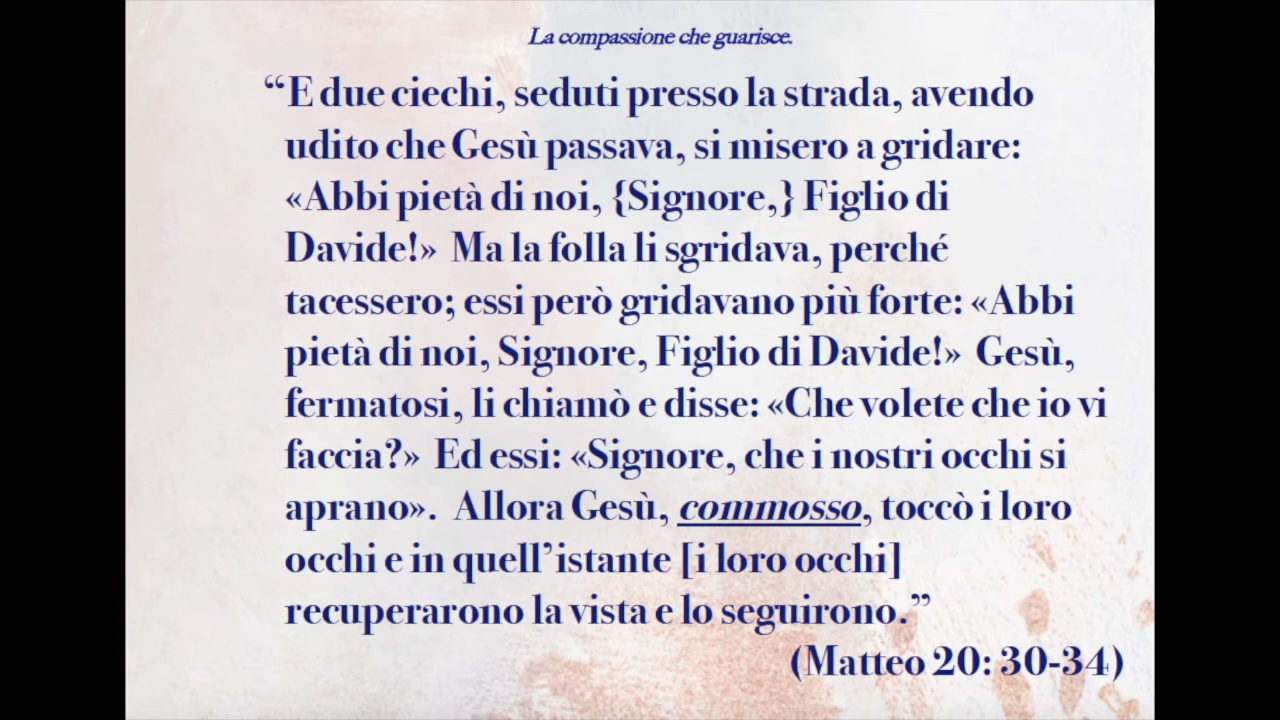 La compassione che guarisce.
“E due ciechi, seduti presso la strada, avendo
udito che Gesù passava, si misero a gridare:
«Abbi pietà di noi, {Signore,} Figlio di
Davide!»  Ma la folla li sgridava, perché
tacessero; essi però gridavano più forte: «Abbi
pietà di noi, Signore, Figlio di Davide!»  Gesù,
fermatosi, li chiamò e disse: «Che volete che io vi
faccia?»  Ed essi: «Signore, che i nostri occhi si
aprano».  Allora Gesù, commosso, toccò i loro
occhi e in quell’istante [i loro occhi]
recuperarono la vista e lo seguirono.”
(Matteo 20: 30-34)